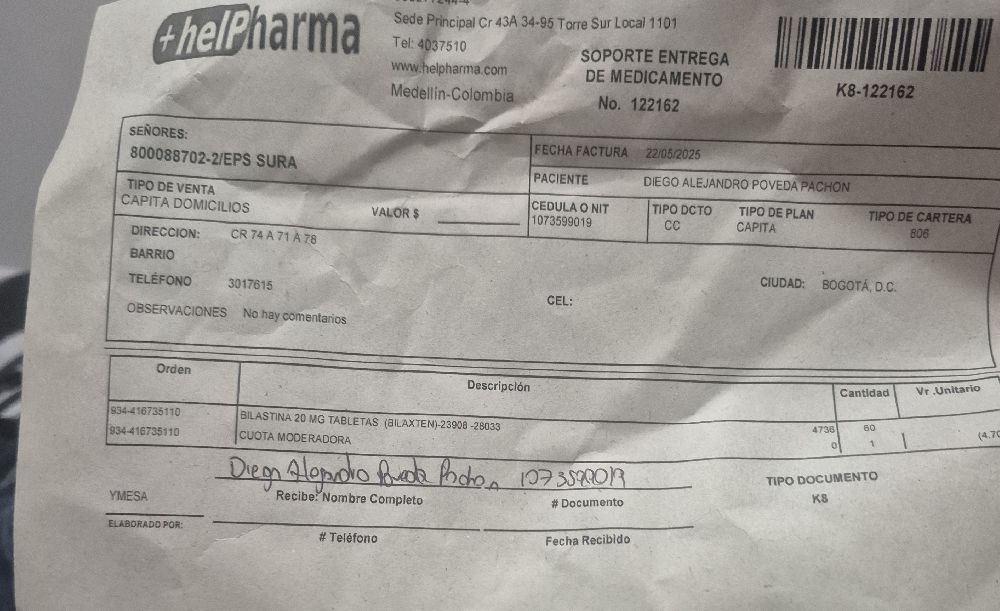 +helPharma
Sede Principal Cr 43A 34-95 Torre Sur Local 1101
Tel: 4037510
www.helpharma.com
Medellín-Colombia
SOPORTE ENTREGA
DE MEDICAMENTO
No. 122162
K8-122162
SEÑORES:
800088702-2/EPS SURA
FECHA FACTURA 22/05/2025
PACIENTE DIEGO ALEJANDRO POVEDA PACHON
TIPO DE VENTA
CAPITA DOMICILIOS
VALOR $
CEDULA O NIT
1073599019
TIPO DCTO
CC
TIPO DE PLAN
CAPITA
TIPO DE CARTERA
806
DIRECCION: CR 74 A 71 A 78
BARRIO
TELÉFONO 3017615
CEL:
CIUDAD: BOGOTÁ, D.C.
OBSERVACIONES No hay comentarios
Orden Descripción Cantidad Vr .Unitario
934-416735110 BILASTINA 20 MG TABLETAS (BILAXTEN)-23908 -28033 4736 60
934-416735110 CUOTA MODERADORA 0 1 (4.70
Diego Alejandro Poveda Pachon 1073599019
Recibe: Nombre Completo # Documento
TIPO DOCUMENTO
K8
YMESA
ELABORADO POR:
# Teléfono Fecha Recibido